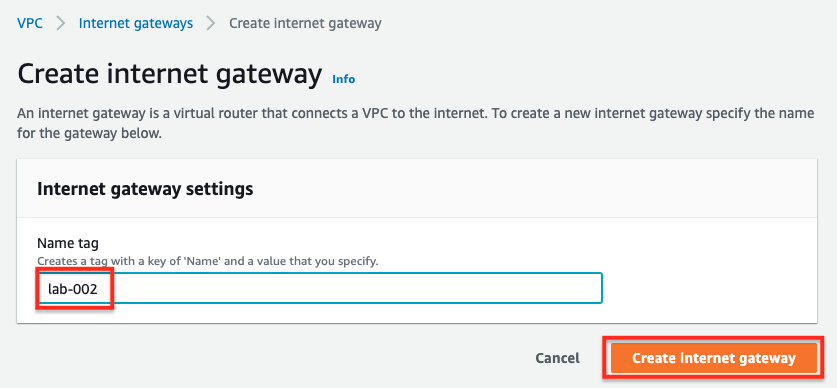 VPC > Internet gateways > Create internet gateway
Create internet gateway Info
An internet gateway is a virtual router that connects a VPC to the internet. To create a new internet gateway specify the name
for the gateway below.
Internet gateway settings
Name tag
Creates a tag with a key of 'Name' and a value that you specify.
lab-002
Cancel Create internet gateway